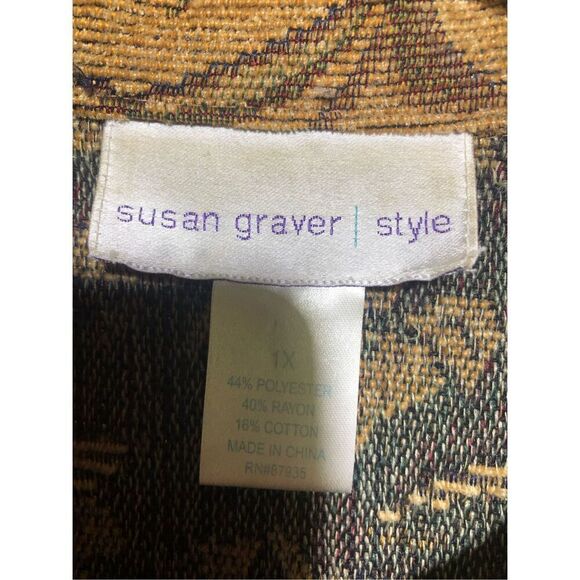 susan graver | style
1X
44% POLYESTER
40% RAYON
16% COTTON
MADE IN CHINA
RN#87935